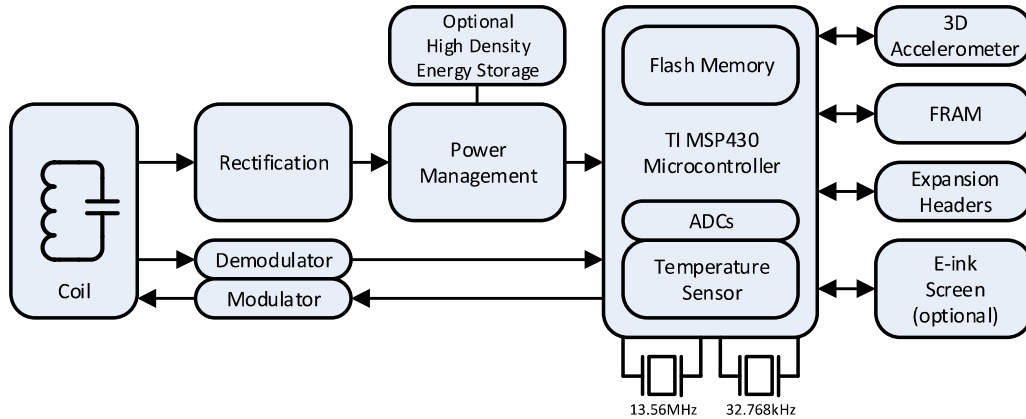 Optional
High Density
Energy Storage
Flash Memory
3D
Accelerometer
Coil
Rectification
Power
Management
TI MSP430
Microcontroller
FRAM
Expansion
Headers
ADCs
Demodulator
Modulator
Temperature
Sensor
E-ink
Screen
(optional)
13.56MHz
32.768kHz